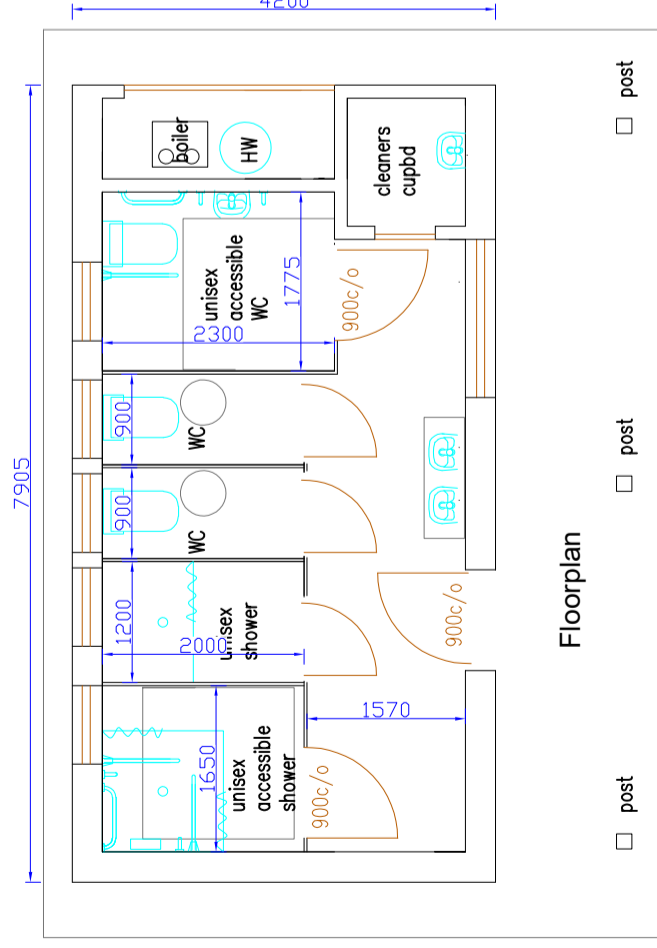 4200
7905
boiler
HW
cleaners
cupbd
post
unisex
accessible
WC
1775
2300
900c/o
900
WC
900
WC
post
1200
2000
unisex
shower
900c/o
Floorplan
1570
1650
unisex
accessible
shower
900c/o
post